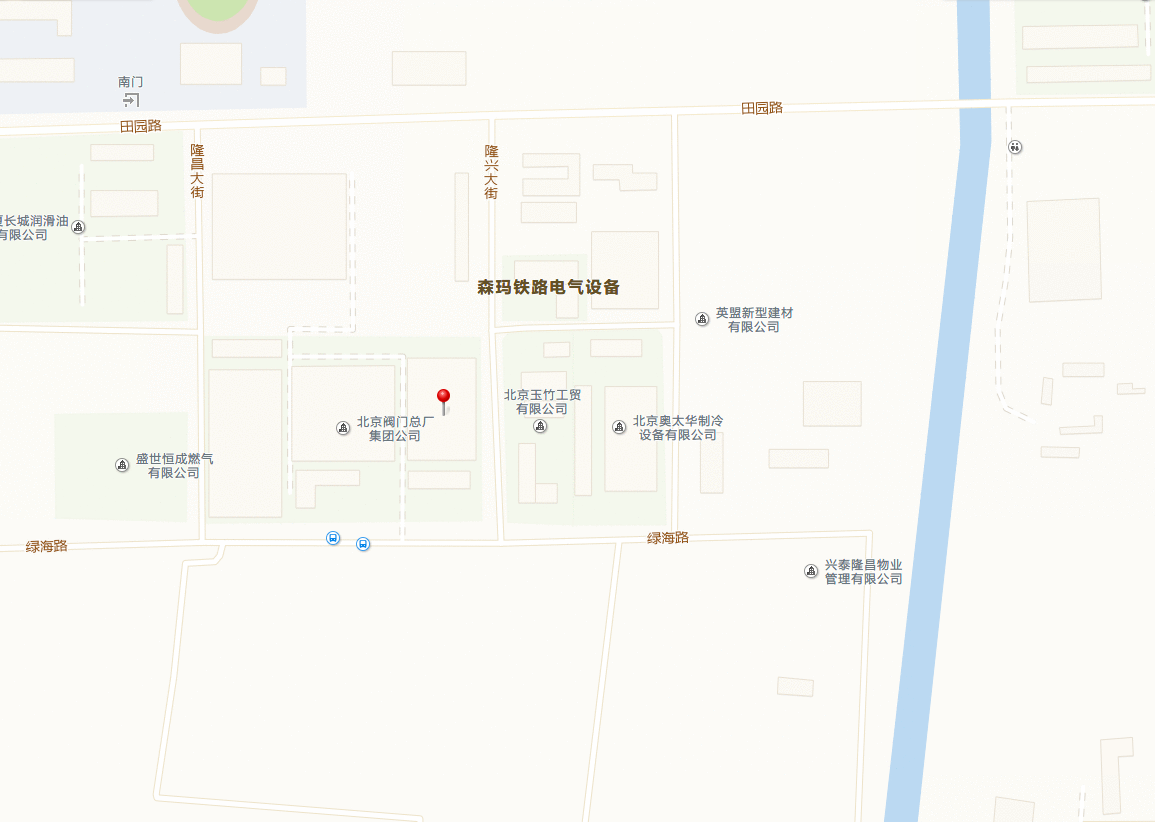 南门
田园路
田园路
隆昌大街
隆兴大街
长城润滑油
有限公司
森玛铁路电气设备
英盟新型建材
有限公司
北京玉竹工贸
有限公司
北京阀门总厂
集团公司
北京奥太华制冷
设备有限公司
盛世恒成燃气
有限公司
绿海路
绿海路
兴泰隆昌物业
管理有限公司